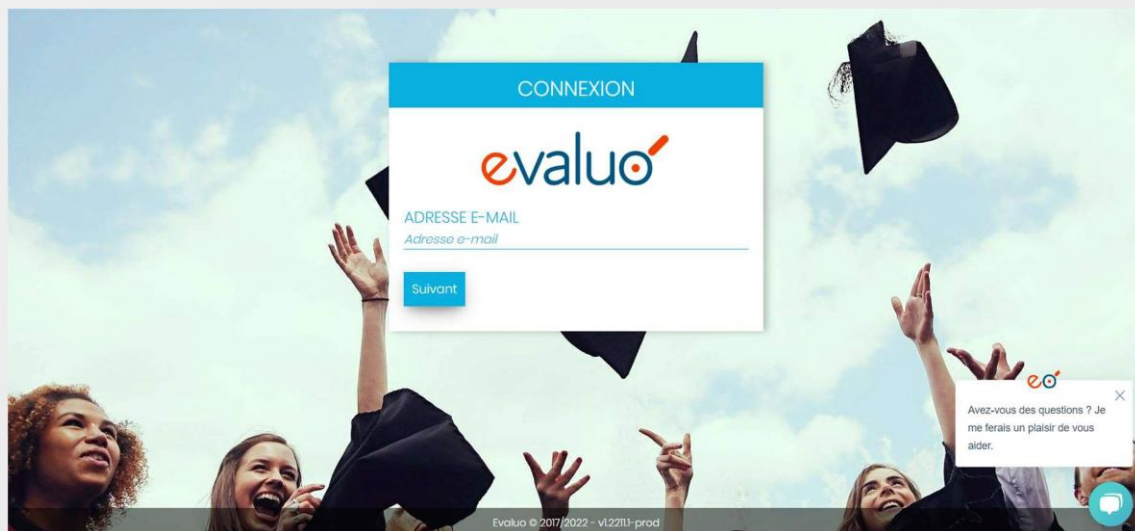 CONNEXION
evaluo
ADRESSE E-MAIL
Adresse e-mail
Suivant
eo
Avez-vous des questions ? Je
me ferais un plaisir de vous
aider.
Evaluo © 2017/2022 - v1.2211.1-prod